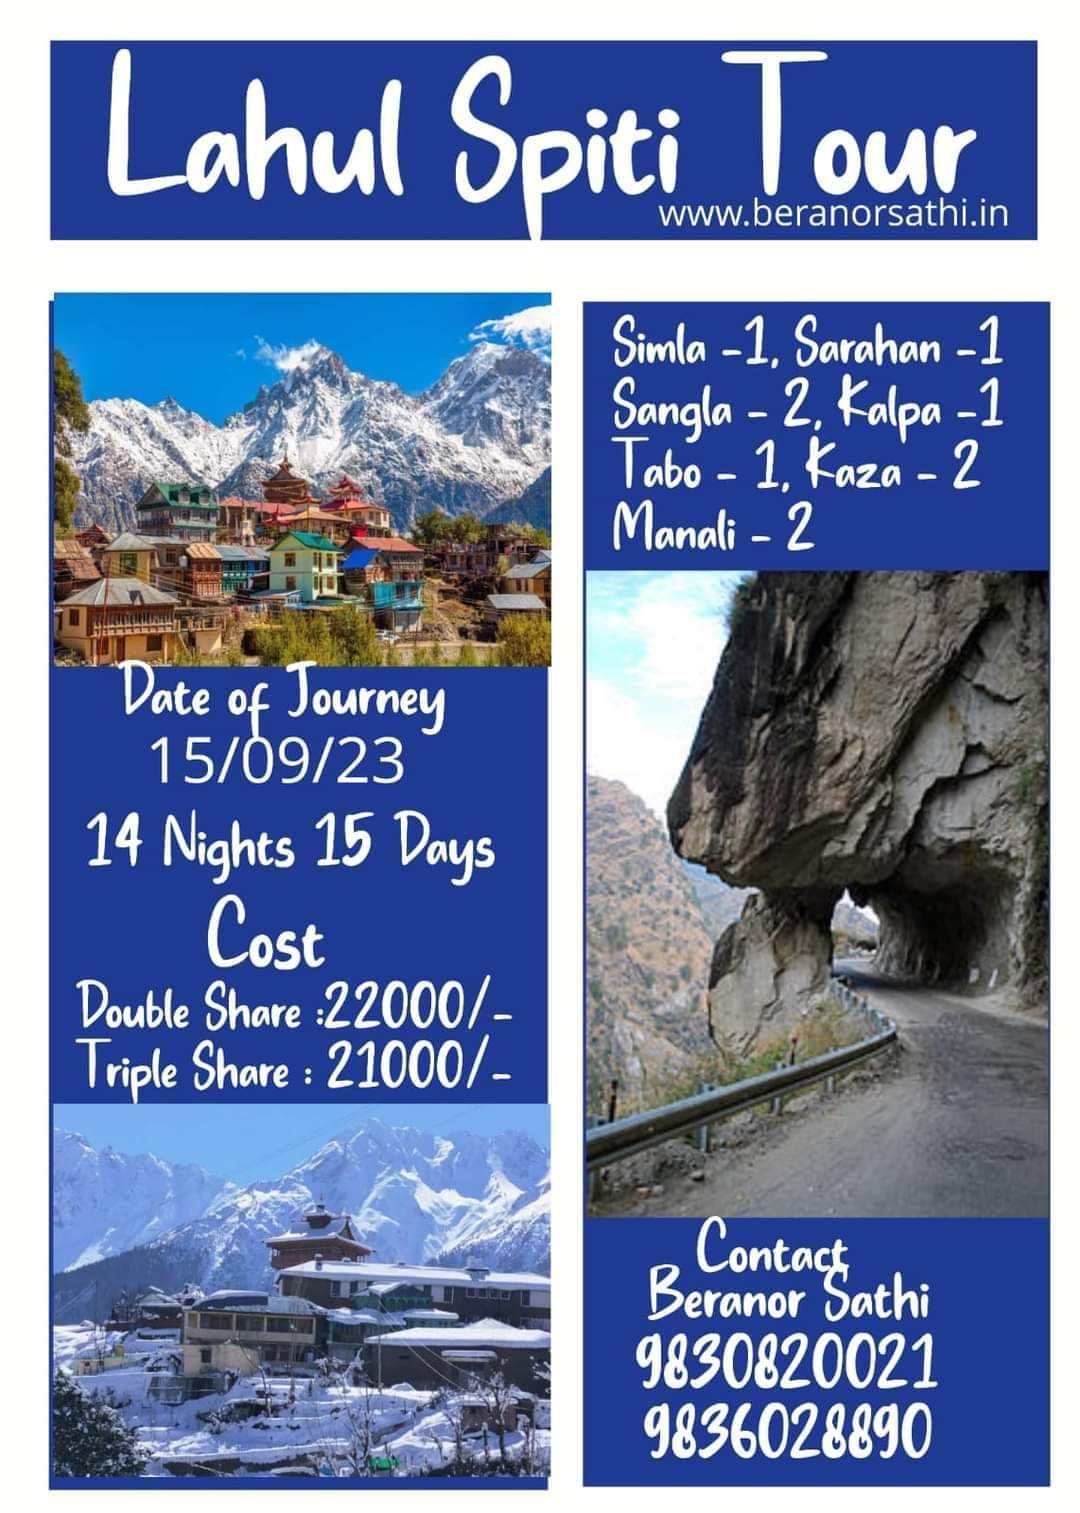 Lahul Spiti Tour
www.beranorsathi.in
Simla -1, Sarahan -1
Sangla - 2, Kalpa -1
Tabo - 1, Kaza - 2
Manali - 2
Date of Journey
15/09/23
14 Nights 15 Days
Cost
Double Share :22000/-
Triple Share : 21000/-
Contact
Beranor Sathi
9830820021
9836028890